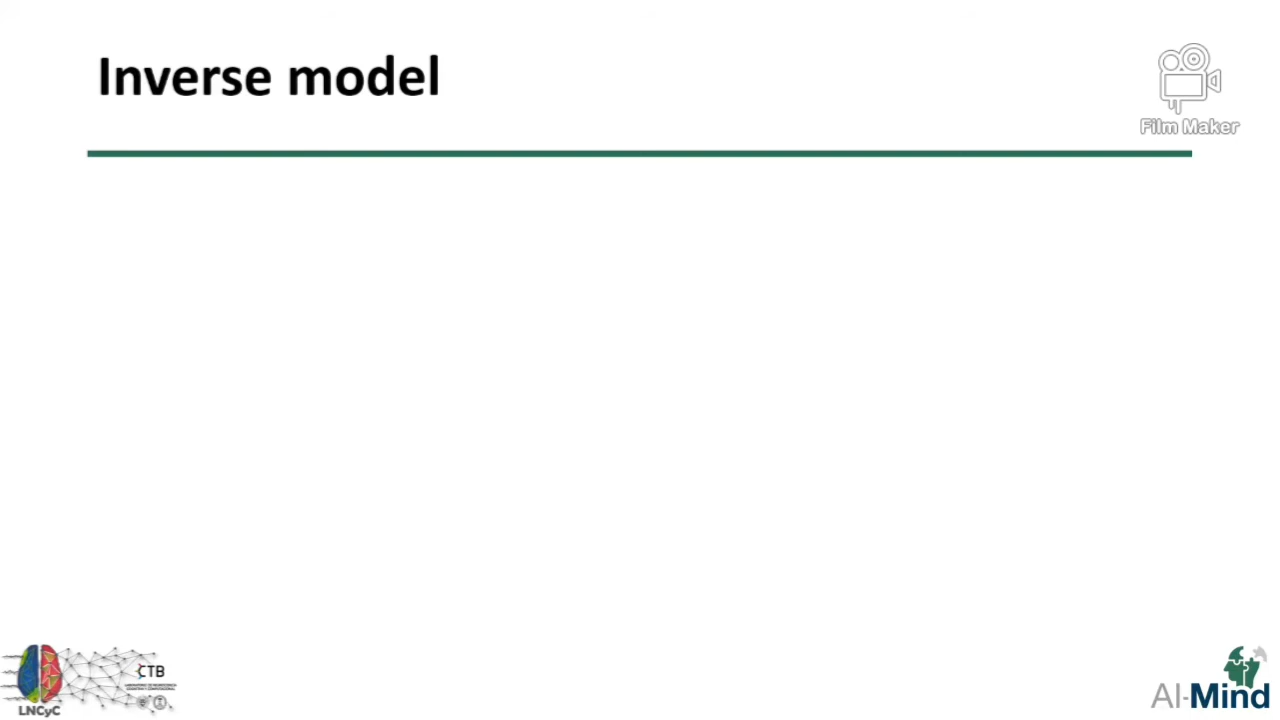 Inverse model
Film Maker
CTB
LNCyC
AI-Mind